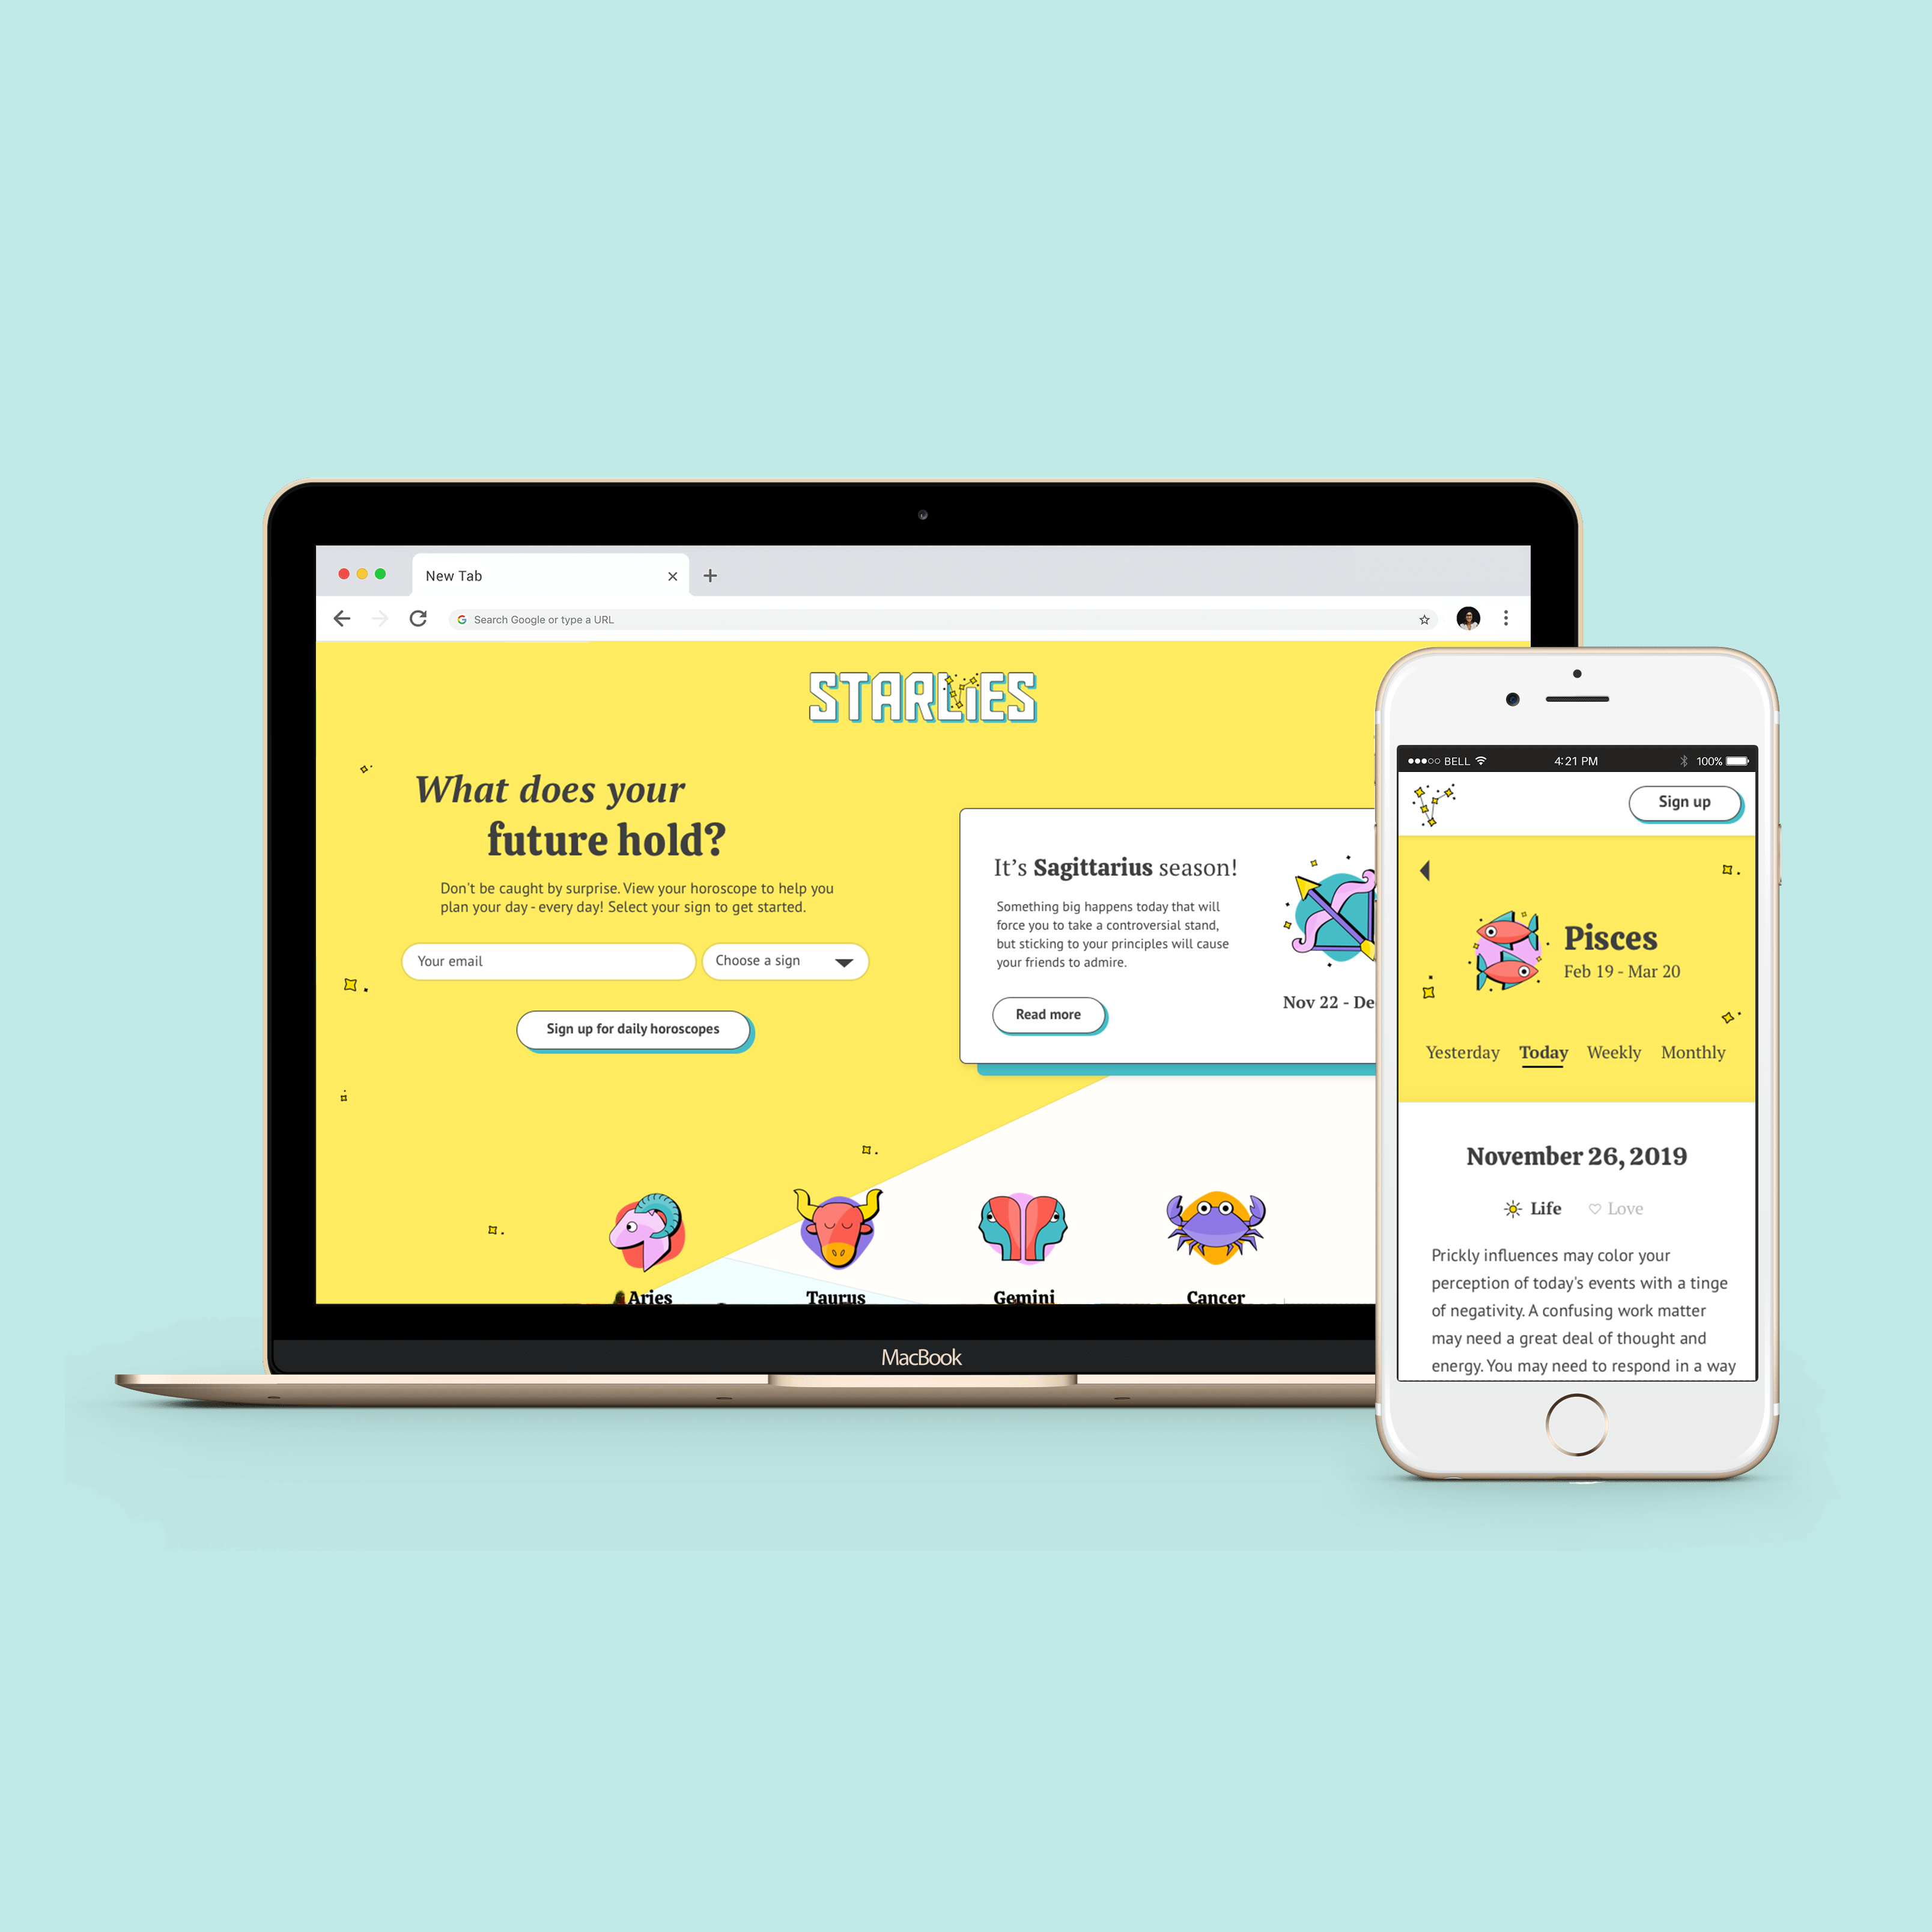 New Tab
Search Google or type a URL
STARLiES
What does your
future hold?
Don't be caught by surprise. View your horoscope to help you
plan your day - every day! Select your sign to get started.
Your email
Choose a sign
Sign up for daily horoscopes
It's Sagittarius season!
Something big happens today that will
force you to take a controversial stand,
but sticking to your principles will cause
your friends to admire.
Nov 22 - De
Read more
Aries
Taurus
Gemini
Cancer
MacBook
BELL
4:21 PM
100%
Sign up
Pisces
Feb 19 - Mar 20
Yesterday Today Weekly Monthly
November 26, 2019
Life Love
Prickly influences may color your
perception of today's events with a tinge
of negativity. A confusing work matter
may need a great deal of thought and
energy. You may need to respond in a way